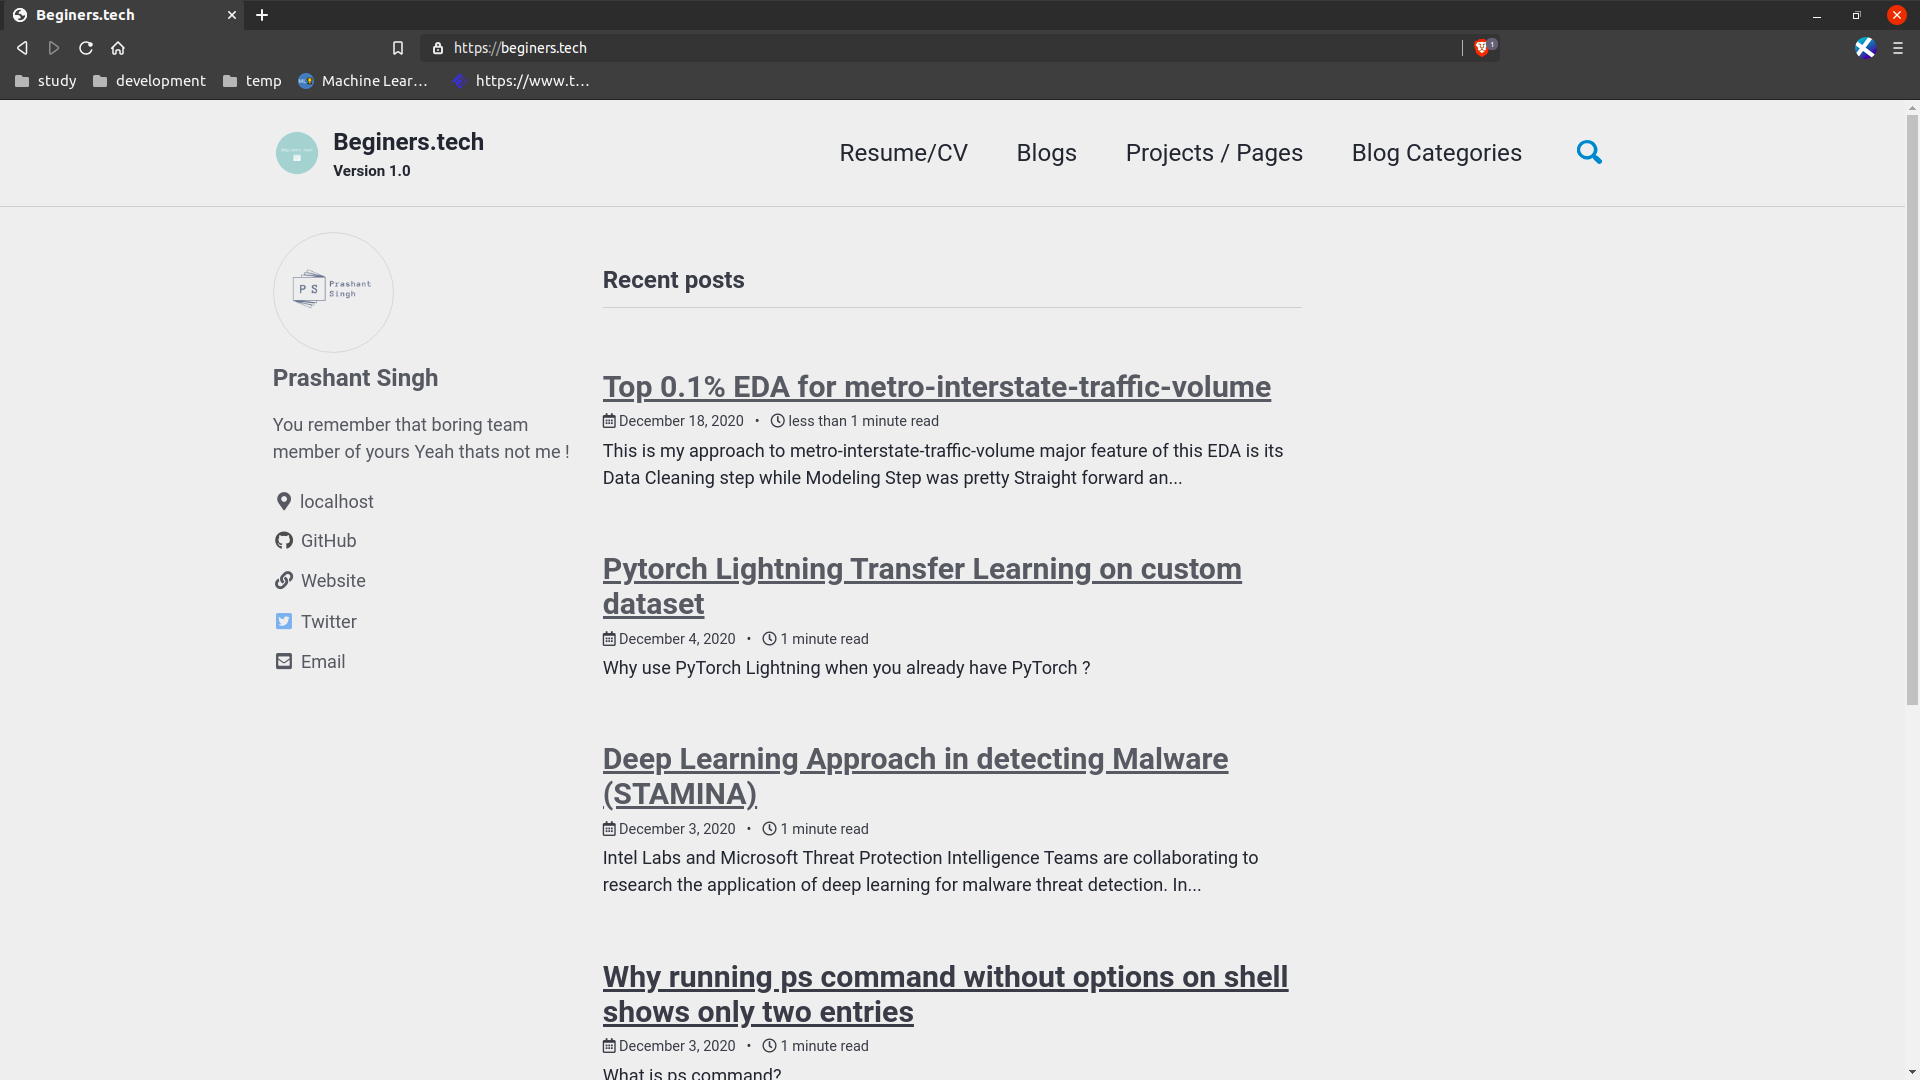 Beginers.tech
https://beginers.tech
1
study
development
temp
Machine Lear…
https://www.t…
Beginers.tech
Version 1.0
Resume/CV
Blogs
Projects / Pages
Blog Categories
P S
Prashant
Singh
Prashant Singh
You remember that boring team
member of yours Yeah thats not me !
localhost
GitHub
Website
Twitter
Email
Recent posts
Top 0.1% EDA for metro-interstate-traffic-volume
December 18, 2020 • less than 1 minute read
This is my approach to metro-interstate-traffic-volume major feature of this EDA is its
Data Cleaning step while Modeling Step was pretty Straight forward an...
Pytorch Lightning Transfer Learning on custom
dataset
December 4, 2020 • 1 minute read
Why use PyTorch Lightning when you already have PyTorch ?
Deep Learning Approach in detecting Malware
(STAMINA)
December 3, 2020 • 1 minute read
Intel Labs and Microsoft Threat Protection Intelligence Teams are collaborating to
research the application of deep learning for malware threat detection. In...
Why running ps command without options on shell
shows only two entries
December 3, 2020 • 1 minute read
What is ps command?